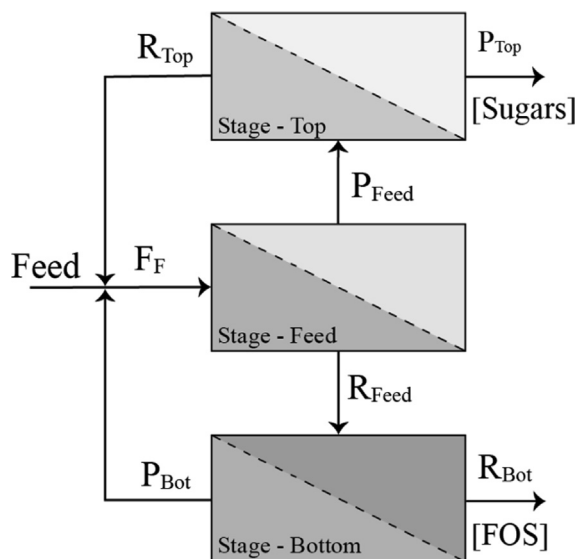 R_Top
P_Top
[Sugars]
Stage - Top
P_Feed
Feed
F_F
Stage - Feed
R_Feed
P_Bot
R_Bot
[FOS]
Stage - Bottom